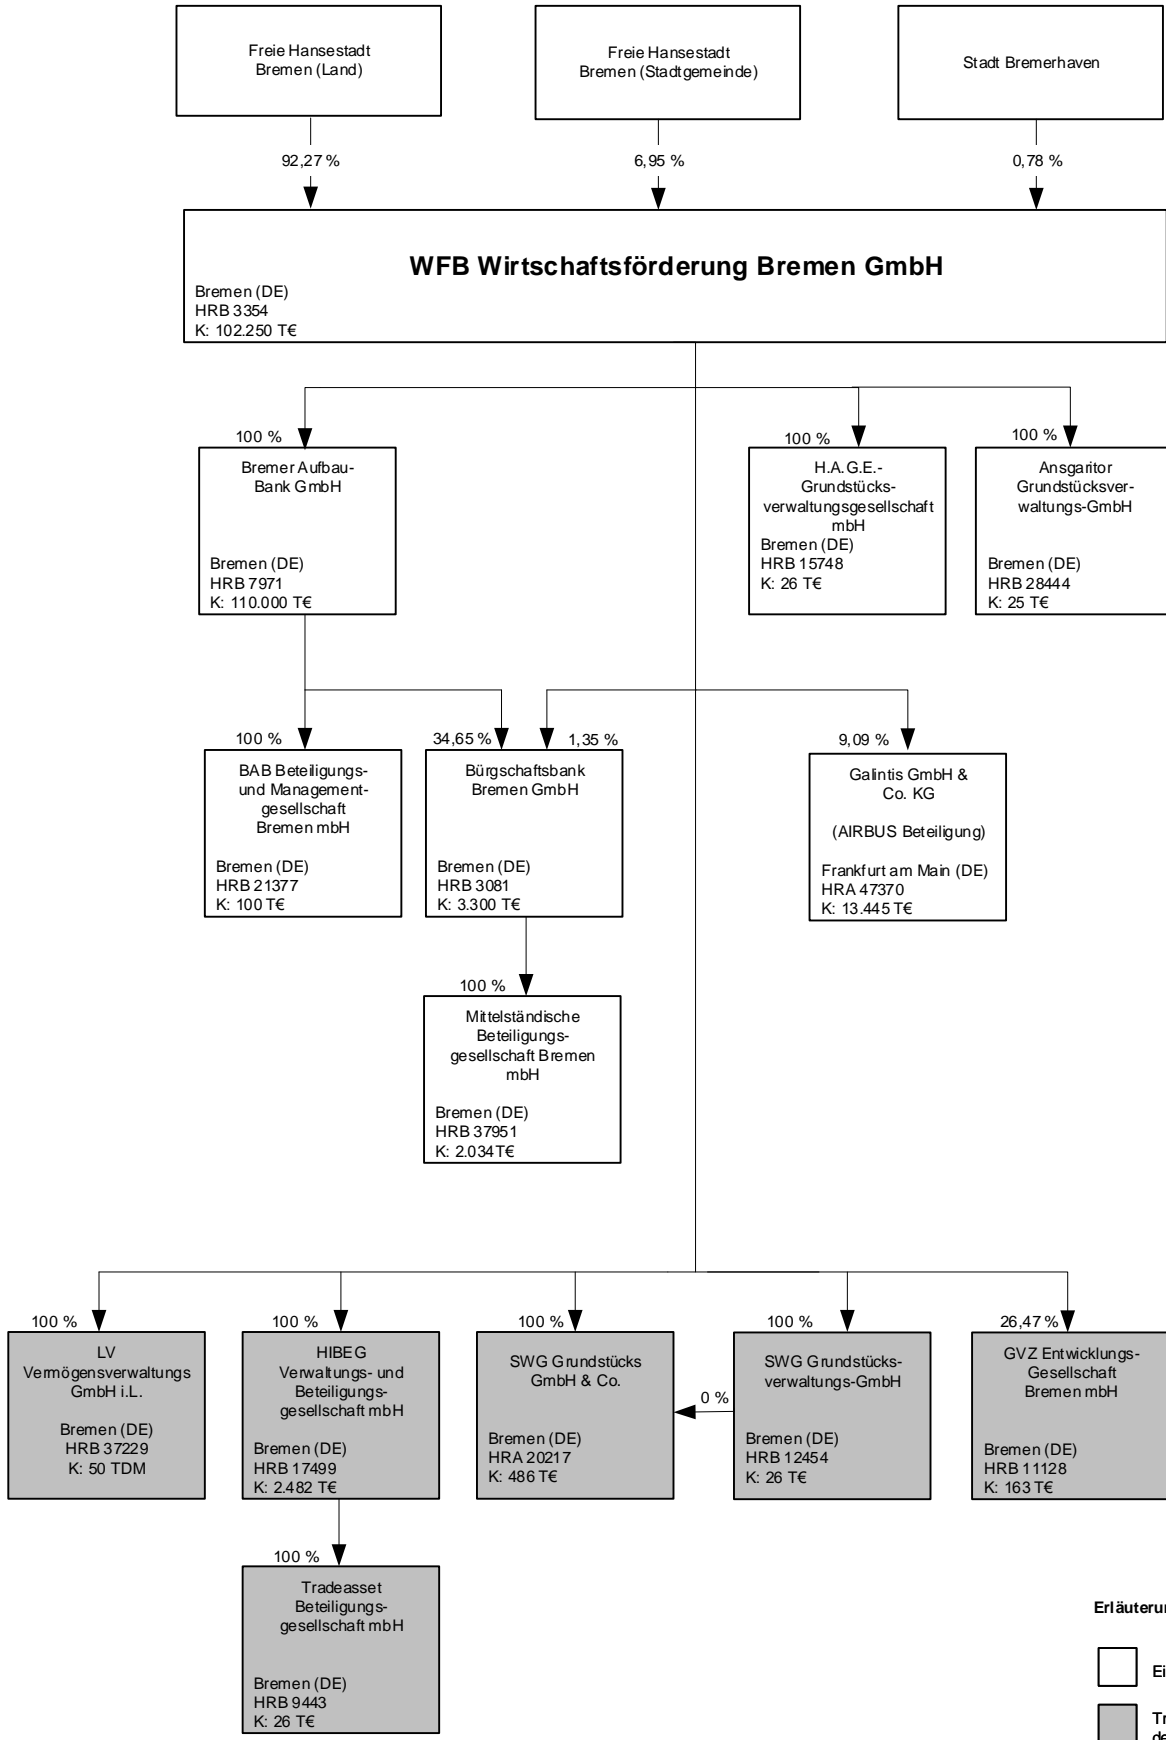 Freie Hansestadt
Bremen (Land)
Freie Hansestadt
Bremen (Stadtgemeinde)
Stadt Bremerhaven
92,27 %
6,95 %
0,78 %
WFB Wirtschaftsförderung Bremen GmbH
Bremen (DE)
HRB 3354
K: 102.250 T€
100 %
Bremer Aufbau-
Bank GmbH
Bremen (DE)
HRB 7971
K: 110.000 T€
100 %
H.A.G.E.-
Grundstücks-
verwaltungsgesellschaft
mbH
Bremen (DE)
HRB 15748
K: 26 T€
100 %
Ansgaritor
Grundstücksver-
waltungs-GmbH
Bremen (DE)
HRB 28444
K: 25 T€
100 %
BAB Beteiligungs-
und Management-
gesellschaft
Bremen mbH
Bremen (DE)
HRB 21377
K: 100 T€
34,65 %
1,35 %
Bürgschaftsbank
Bremen GmbH
Bremen (DE)
HRB 3081
K: 3.300 T€
9,09 %
Galintis GmbH &
Co. KG
(AIRBUS Beteiligung)
Frankfurt am Main (DE)
HRA 47370
K: 13.445 T€
100 %
Mittelständische
Beteiligungs-
gesellschaft Bremen
mbH
Bremen (DE)
HRB 37951
K: 2.034T€
100 %
LV
Vermögensverwaltungs
GmbH i.L.
Bremen (DE)
HRB 37229
K: 50 TDM
100 %
HIBEG
Verwaltungs- und
Beteiligungs-
gesellschaft mbH
Bremen (DE)
HRB 17499
K: 2.482 T€
100 %
SWG Grundstücks
GmbH & Co.
Bremen (DE)
HRA 20217
K: 486 T€
0 %
100 %
SWG Grundstücks-
verwaltungs-GmbH
Bremen (DE)
HRB 12454
K: 26 T€
26,47 %
GVZ Entwicklungs-
Gesellschaft
Bremen mbH
Bremen (DE)
HRB 11128
K: 163 T€
100 %
Tradeasset
Beteiligungs-
gesellschaft mbH
Bremen (DE)
HRB 9443
K: 26 T€